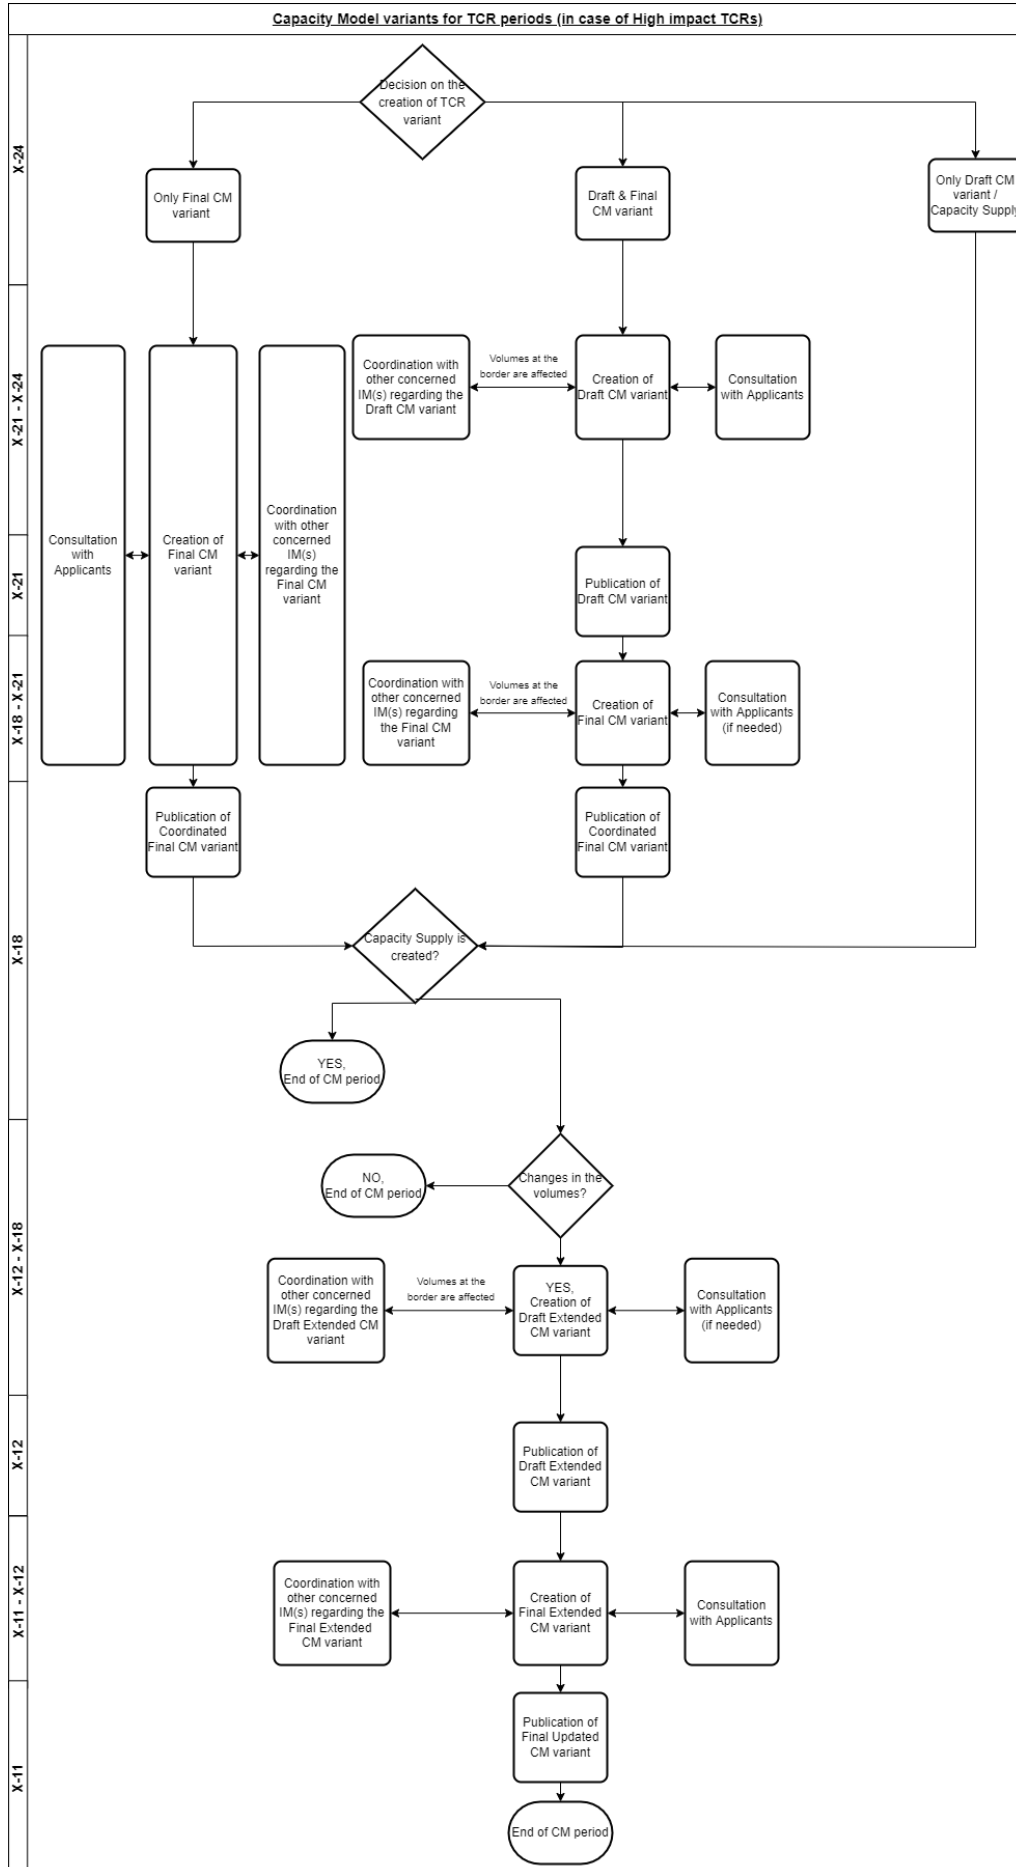 Capacity Model variants for TCR periods (in case of High impact TCRs)
X-24
Decision on the
creation of TCR
variant
Only Final CM
variant
Draft & Final
CM variant
Only Draft CM
variant /
Capacity Supply
X-21 - X-24
Coordination with
other concerned
IM(s) regarding the
Draft CM variant
Volumes at the
border are affected
Creation of
Draft CM variant
Consultation
with Applicants
Consultation
with
Applicants
Creation of
Final CM
variant
Coordination
with other
concerned
IM(s)
regarding the
Final CM
variant
X-21
Publication of
Draft CM variant
X-18 - X-21
Coordination with
other concerned
IM(s) regarding
the Final CM
variant
Volumes at the
border are affected
Creation of
Final CM variant
Consultation
with Applicants
(if needed)
X-18
Publication of
Coordinated
Final CM variant
Publication of
Coordinated
Final CM variant
Capacity Supply is
created?
YES,
End of CM period
X-12 - X-18
Changes in the
volumes?
NO,
End of CM period
Coordination with
other concerned
IM(s) regarding the
Draft Extended CM
variant
Volumes at the
border are affected
YES,
Creation of
Draft Extended
CM variant
Consultation
with Applicants
(if needed)
X-12
Publication of
Draft Extended
CM variant
X-11 - X-12
Coordination with
other concerned
IM(s) regarding the
Final Extended
CM variant
Creation of
Final Extended
CM variant
Consultation
with Applicants
X-11
Publication of
Final Updated
CM variant
End of CM period